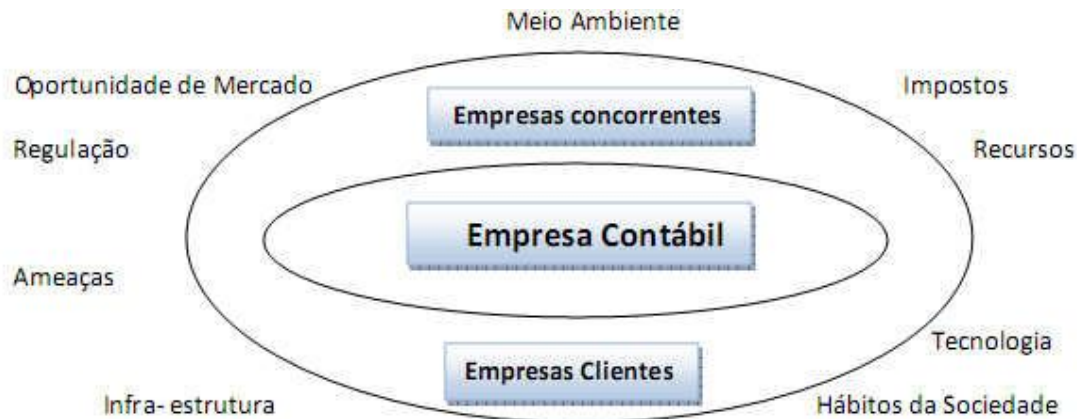 Meio Ambiente
Oportunidade de Mercado
Impostos
Empresas concorrentes
Regulação
Recursos
Empresa Contábil
Ameaças
Tecnologia
Empresas Clientes
Infra- estrutura
Hábitos da Sociedade